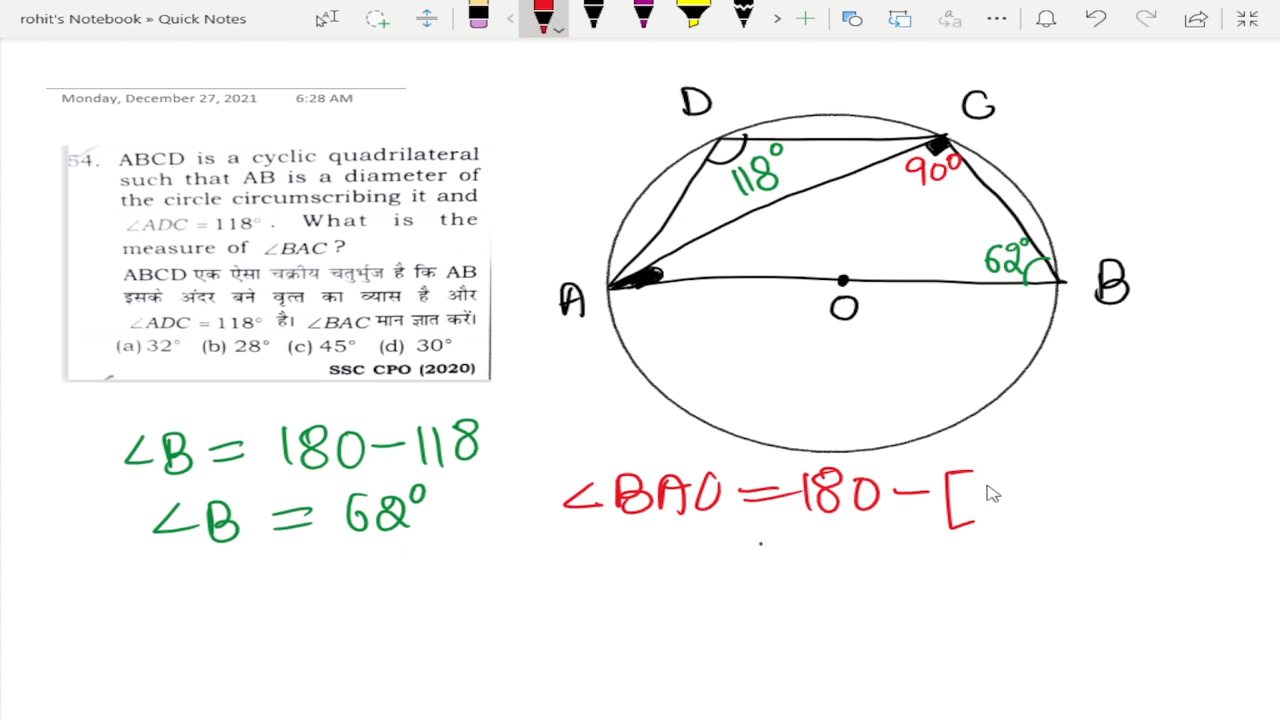 rohit's Notebook » Quick Notes
Monday, December 27, 2021 6:28 AM
54. ABCD is a cyclic quadrilateral
such that AB is a diameter of
the circle circumscribing it and
∠ADC = 118°. What is the
measure of ∠BAC ?
ABCD एक ऐसा चक्रीय चतुर्भुज है कि AB
इसके अंदर बने वृत्त का व्यास है और
∠ADC = 118° है। ∠BAC मान ज्ञात करें।
(a) 32° (b) 28° (c) 45° (d) 30°
SSC CPO (2020)
D C
118° 90°
62°
A O B
∠B = 180-118
∠B = 62°
∠BAC = 180 - [